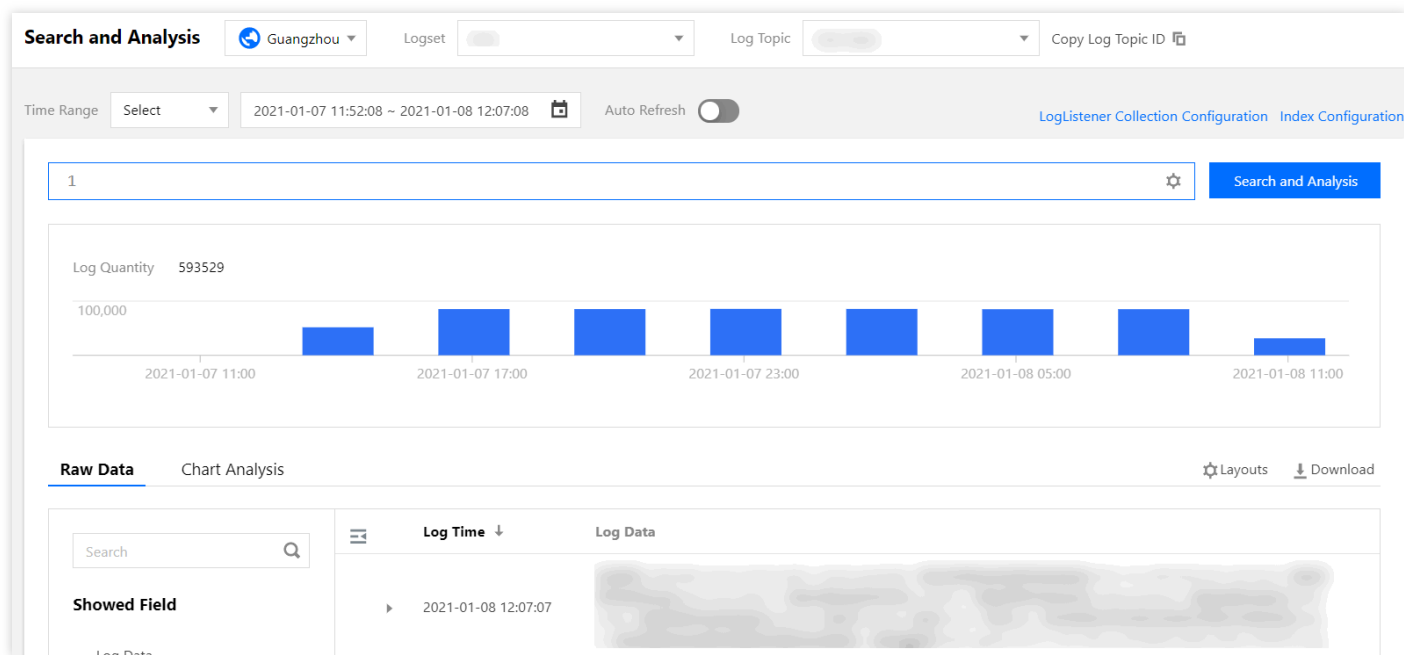 Search and Analysis Guangzhou Logset Log Topic Copy Log Topic ID
Time Range Select 2021-01-07 11:52:08 ~ 2021-01-08 12:07:08 Auto Refresh
LogListener Collection Configuration Index Configuration
1 Search and Analysis
Log Quantity 593529
100,000
2021-01-07 11:00 2021-01-07 17:00 2021-01-07 23:00 2021-01-08 05:00 2021-01-08 11:00
Raw Data Chart Analysis Layouts Download
Log Time Log Data
Search
Showed Field
2021-01-08 12:07:07
Log Data